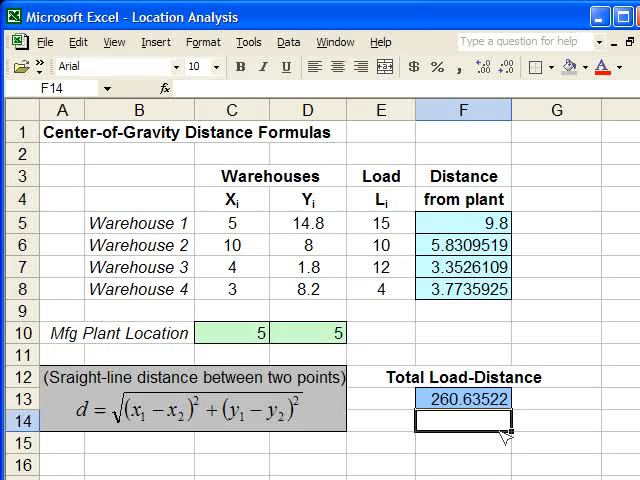 Microsoft Excel - Location Analysis
File Edit View Insert Format Tools Data Window Help Type a question for help
Arial 10 B I U $ % , .00
F14 fx
A B C D E F G
1 Center-of-Gravity Distance Formulas
2
3 Warehouses Load Distance
4 Xi Yi Li from plant
5 Warehouse 1 5 14.8 15 9.8
6 Warehouse 2 10 8 10 5.8309519
7 Warehouse 3 4 1.8 12 3.3526109
8 Warehouse 4 3 8.2 4 3.7735925
9
10 Mfg Plant Location 5 5
11
12 (Sraight-line distance between two points) Total Load-Distance
13 260.63522
d = √(x₁ − x₂)² + (y₁ − y₂)²
14
15
16